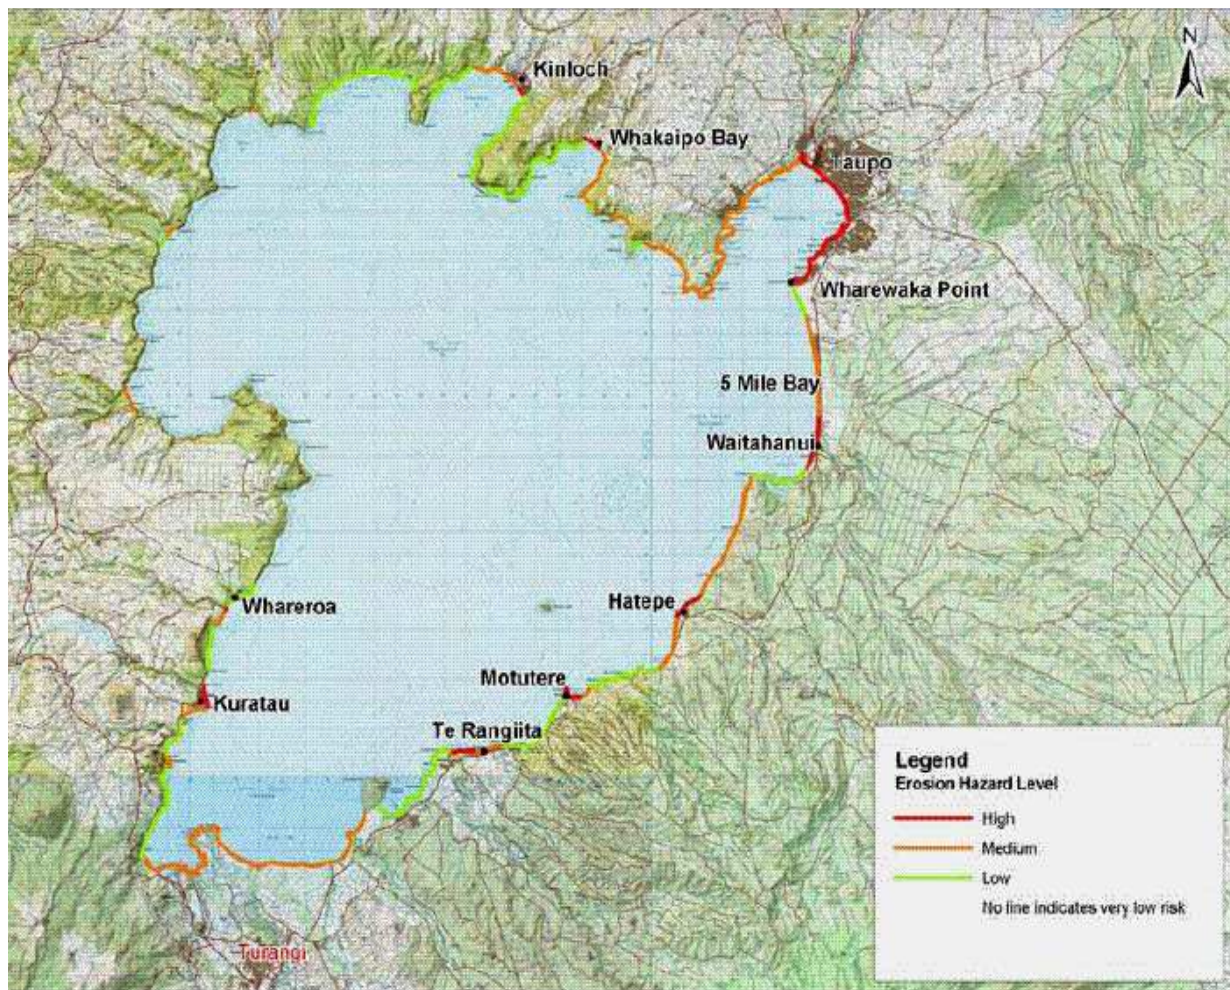 N
Kinloch
Whakaipo Bay
Taupo
Wharewaka Point
5 Mile Bay
Waitahanui
Hatepe
Whareroa
Motutere
Kuratau
Te Rangiita
Turangi
Legend
Erosion Hazard Level
High
Medium
Low
No line indicates very low risk